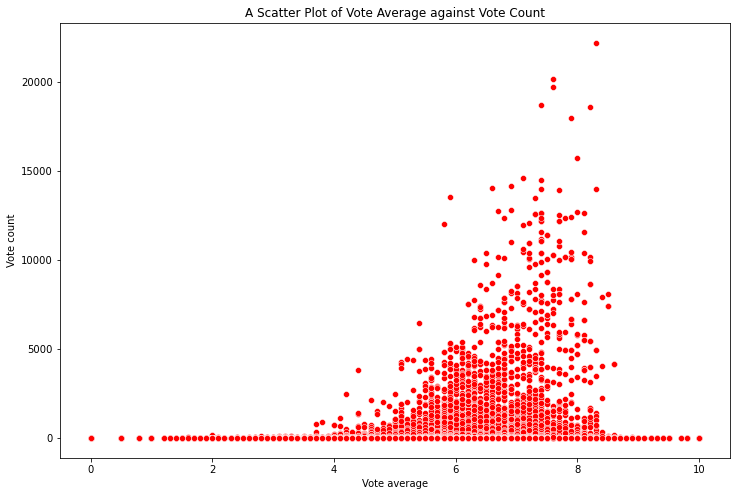 A Scatter Plot of Vote Average against Vote Count
20000
15000
10000
5000
0
Vote count
0 2 4 6 8 10
Vote average